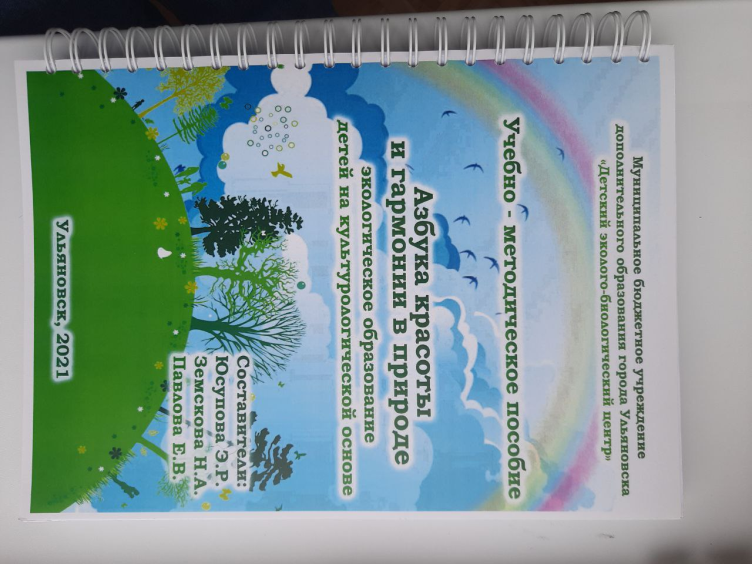 Муниципальное бюджетное учреждение
дополнительного образования города Ульяновска
«Детский эколого-биологический центр»
Учебно - методическое пособие
Азбука красоты
и гармонии в природе
экологическое образование
детей на культурологической основе
Составители:
Юсупова Э.Р.
Земскова Н.А.
Павлова Е.В.
Ульяновск, 2021